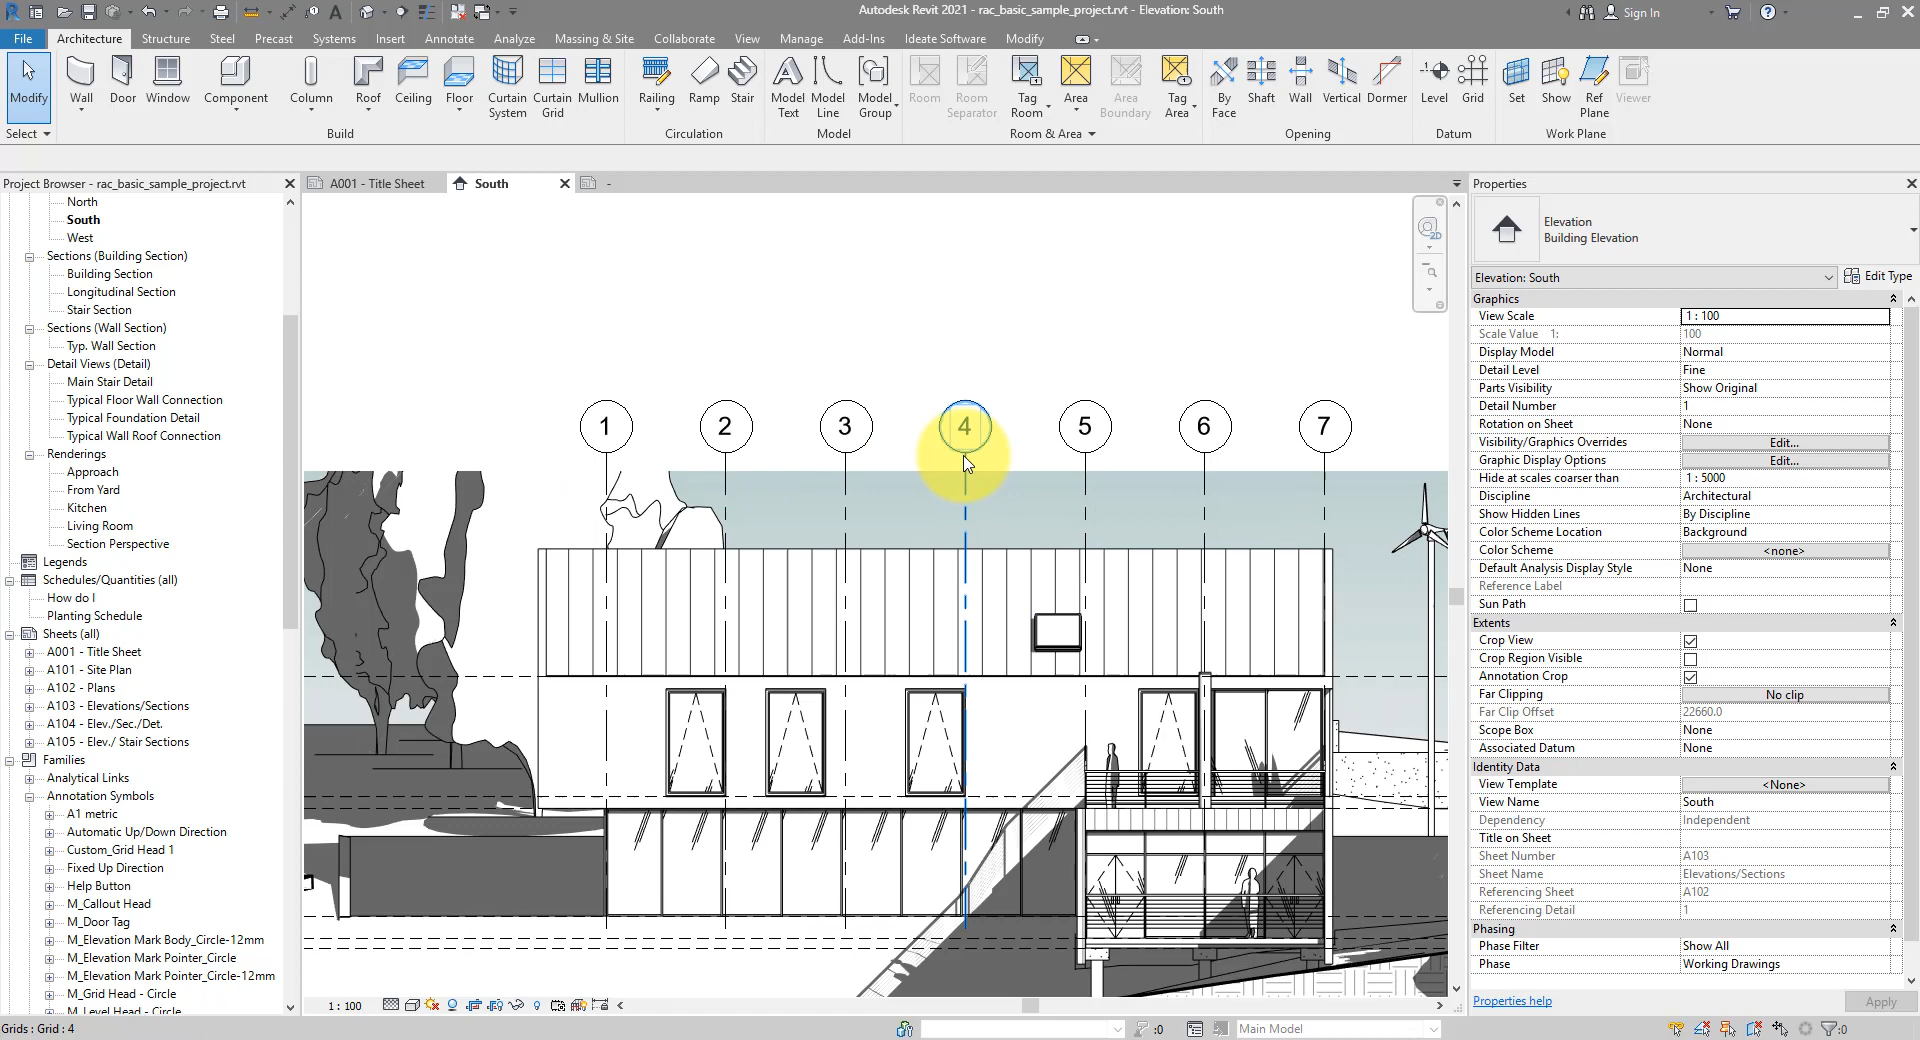 Autodesk Revit 2021 - rac_basic_sample_project.rvt - Elevation: South
Sign In
File
Architecture
Structure
Steel
Precast
Systems
Insert
Annotate
Analyze
Massing & Site
Collaborate
View
Manage
Add-Ins
Ideate Software
Modify
Modify
Wall
Door
Window
Component
Column
Roof
Ceiling
Floor
Curtain
System
Curtain
Grid
Mullion
Railing
Ramp
Stair
Model
Text
Model
Line
Model
Group
Room
Room
Separator
Tag
Room
Area
Area
Boundary
Tag
Area
By
Face
Shaft
Wall
Vertical
Dormer
Level
Grid
Set
Show
Ref
Plane
Viewer
Select
Build
Circulation
Model
Room & Area
Opening
Datum
Work Plane
Project Browser - rac_basic_sample_project.rvt
North
South
West
Sections (Building Section)
Building Section
Longitudinal Section
Stair Section
Sections (Wall Section)
Typ. Wall Section
Detail Views (Detail)
Main Stair Detail
Typical Floor Wall Connection
Typical Foundation Detail
Typical Wall Roof Connection
Renderings
Approach
From Yard
Kitchen
Living Room
Section Perspective
Legends
Schedules/Quantities (all)
How do I
Planting Schedule
Sheets (all)
A001 - Title Sheet
A101 - Site Plan
A102 - Plans
A103 - Elevations/Sections
A104 - Elev./Sec./Det.
A105 - Elev./ Stair Sections
Families
Analytical Links
Annotation Symbols
A1 metric
Automatic Up/Down Direction
Custom_Grid Head 1
Fixed Up Direction
Help Button
M_Callout Head
M_Door Tag
M_Elevation Mark Body_Circle-12mm
M_Elevation Mark Pointer_Circle
M_Elevation Mark Pointer_Circle-12mm
M_Grid Head - Circle
M_Level Head - Circle
A001 - Title Sheet
South
-
2D
1
2
3
4
5
6
7
1 : 100
Properties
Elevation
Building Elevation
Elevation: South
Edit Type
Graphics
View Scale 1 : 100
Scale Value 1: 100
Display Model Normal
Detail Level Fine
Parts Visibility Show Original
Detail Number 1
Rotation on Sheet None
Visibility/Graphics Overrides Edit...
Graphic Display Options Edit...
Hide at scales coarser than 1 : 5000
Discipline Architectural
Show Hidden Lines By Discipline
Color Scheme Location Background
Color Scheme <none>
Default Analysis Display Style None
Reference Label
Sun Path
Extents
Crop View
Crop Region Visible
Annotation Crop
Far Clipping No clip
Far Clip Offset 22660.0
Scope Box None
Associated Datum None
Identity Data
View Template <None>
View Name South
Dependency Independent
Title on Sheet
Sheet Number A103
Sheet Name Elevations/Sections
Referencing Sheet A102
Referencing Detail 1
Phasing
Phase Filter Show All
Phase Working Drawings
Properties help
Apply
Grids : Grid : 4
:0
Main Model
:0